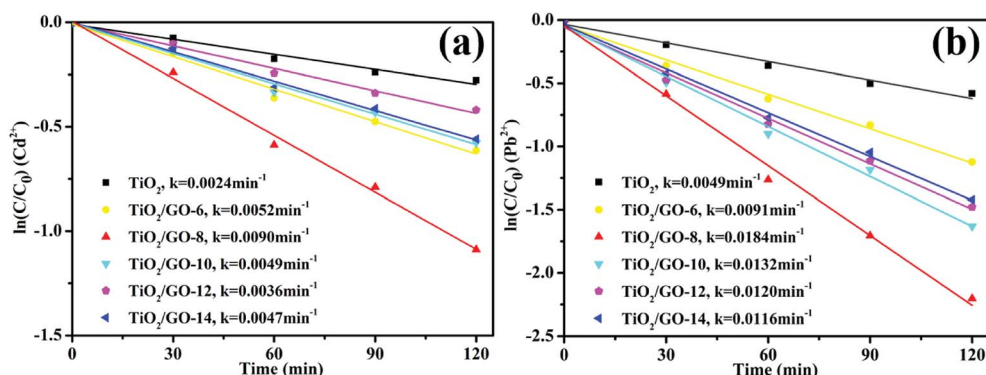 (a)
ln(C/C₀) (Cd²⁺)
0.0
-0.5
-1.0
-1.5
TiO₂, k=0.0024min⁻¹
TiO₂/GO-6, k=0.0052min⁻¹
TiO₂/GO-8, k=0.0090min⁻¹
TiO₂/GO-10, k=0.0049min⁻¹
TiO₂/GO-12, k=0.0036min⁻¹
TiO₂/GO-14, k=0.0047min⁻¹
0 30 60 90 120
Time (min)
(b)
ln(C/C₀) (Pb²⁺)
-0.0
-0.5
-1.0
-1.5
-2.0
-2.5
TiO₂, k=0.0049min⁻¹
TiO₂/GO-6, k=0.0091min⁻¹
TiO₂/GO-8, k=0.0184min⁻¹
TiO₂/GO-10, k=0.0132min⁻¹
TiO₂/GO-12, k=0.0120min⁻¹
TiO₂/GO-14, k=0.0116min⁻¹
0 30 60 90 120
Time (min)